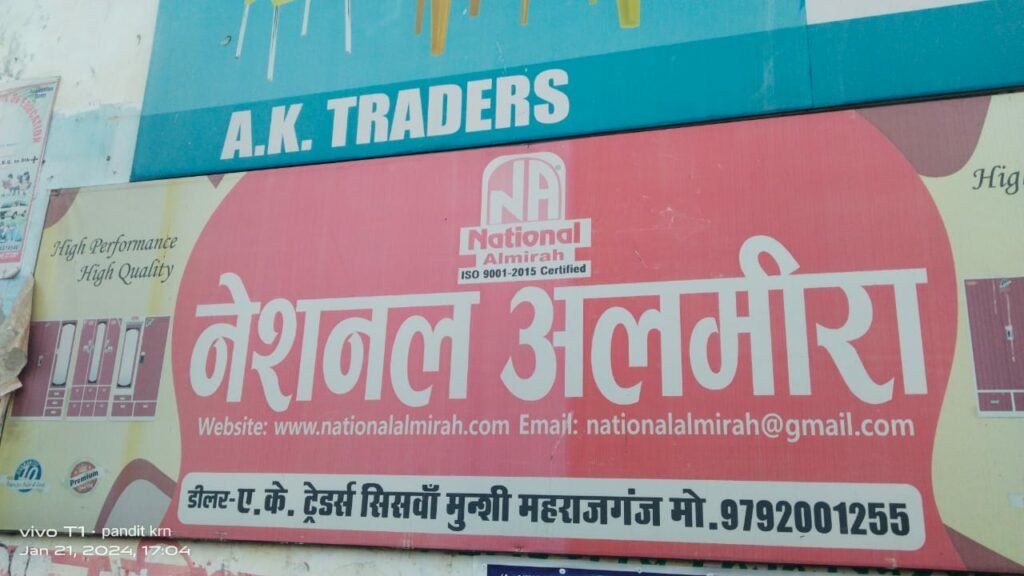 A.K. TRADERS
High Performance
High Quality
NA
National
Almirah
ISO 9001-2015 Certified
नेशनल अलमीरा
Website: www.nationalalmirah.com Email: nationalalmirah@gmail.com
डीलर-ए. के. ट्रेडर्स सिसवाँ मुन्शी महराजगंज मो.9792001255
Premium
vivo T1 · pandit krn
Jan 21, 2024, 17:04